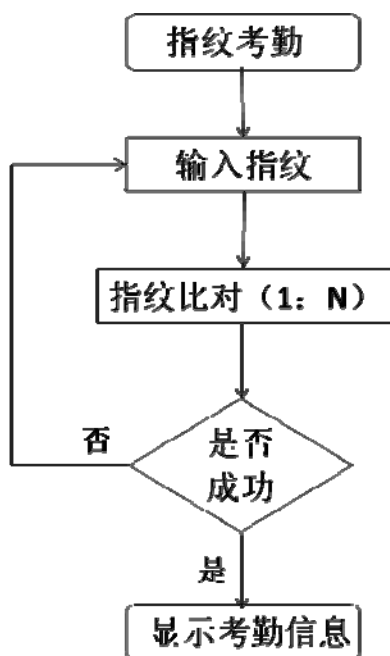 指纹考勤
输入指纹
指纹比对（1：N）
是否
成功
否
是
显示考勤信息